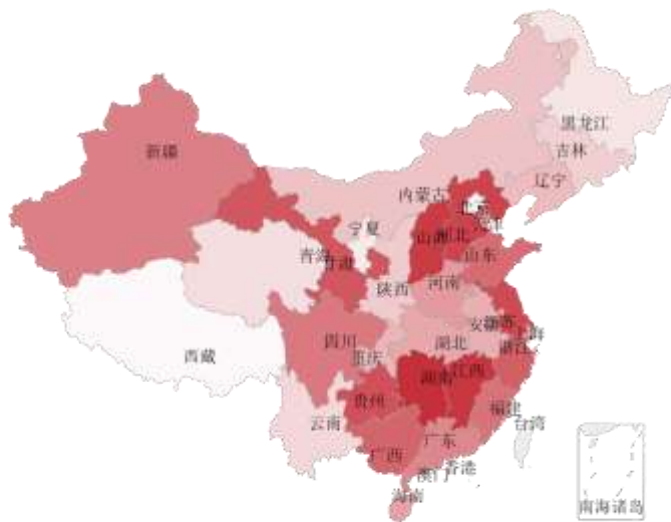 黑龙江
吉林
辽宁
新疆
内蒙古
北京
天津
宁夏
山西
河北
青海
甘肃
山东
陕西
河南
西藏
四川
重庆
安徽
江苏
上海
湖北
浙江
湖南
江西
贵州
云南
福建
台湾
广西
广东
香港
澳门
海南
南海诸岛